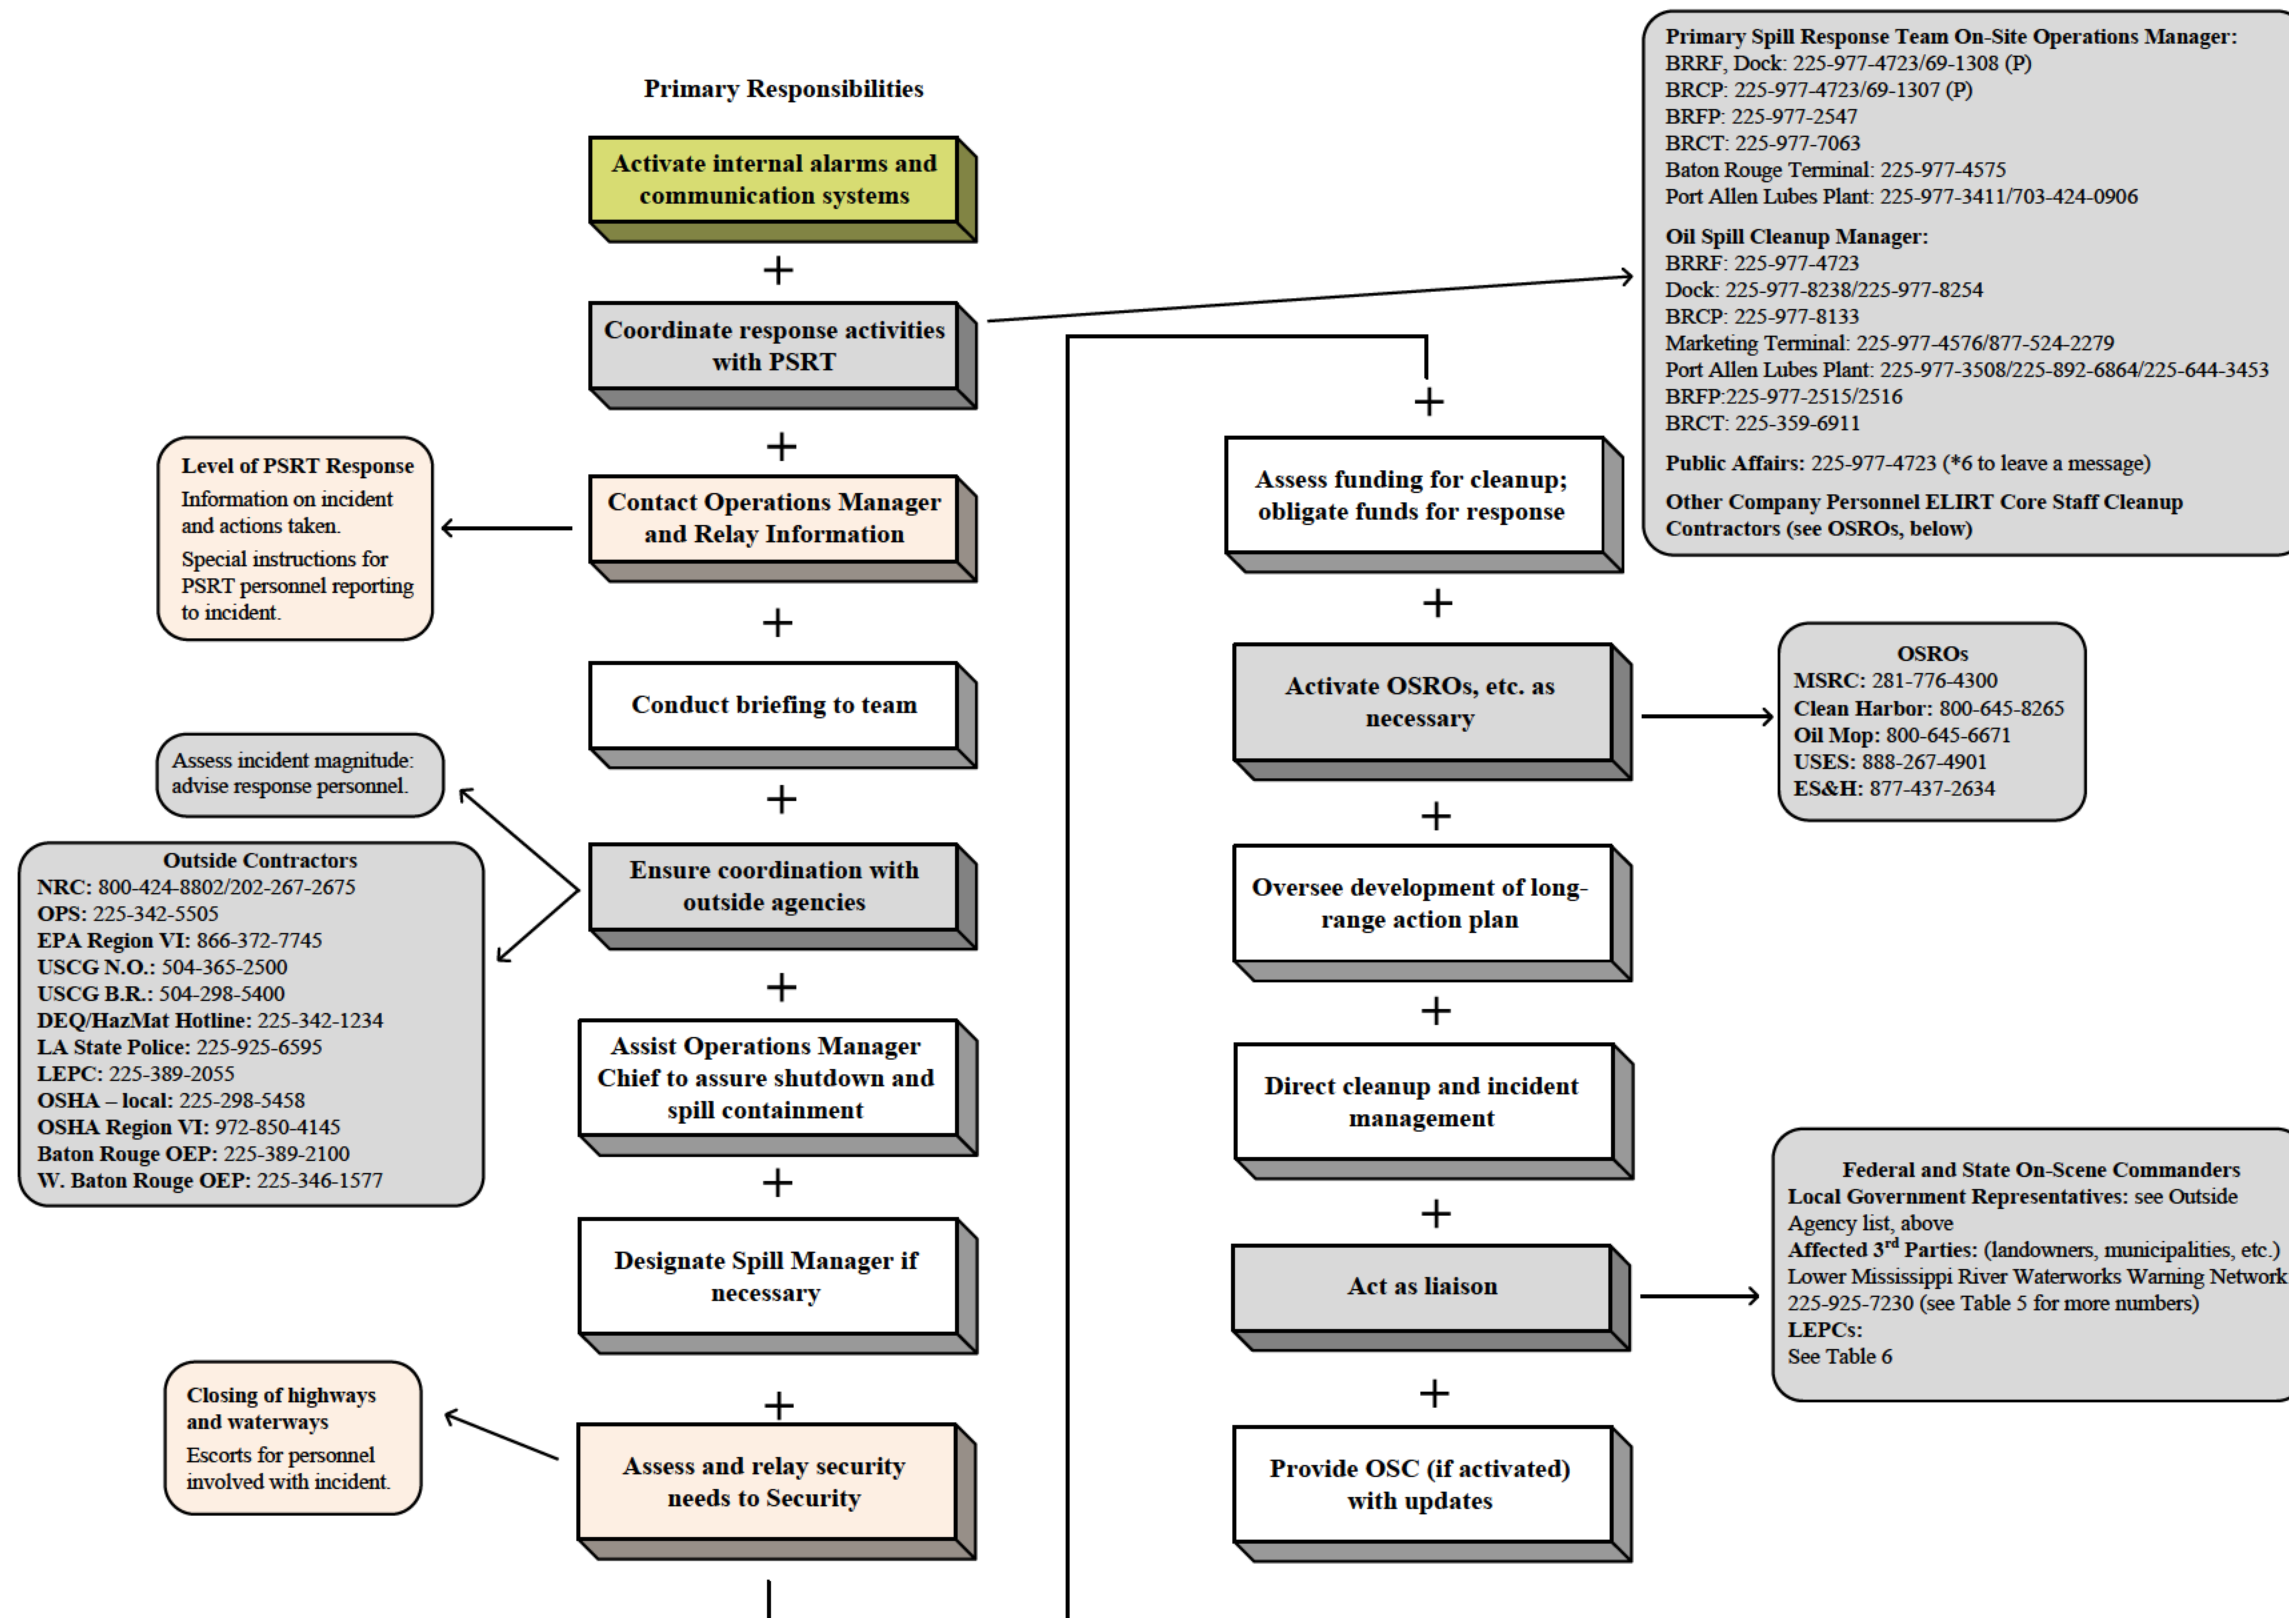 Primary Responsibilities
Activate internal alarms and
communication systems
+
Coordinate response activities
with PSRT
+
Contact Operations Manager
and Relay Information
+
Conduct briefing to team
+
Ensure coordination with
outside agencies
+
Assist Operations Manager
Chief to assure shutdown and
spill containment
+
Designate Spill Manager if
necessary
+
Assess and relay security
needs to Security
Level of PSRT Response
Information on incident
and actions taken.
Special instructions for
PSRT personnel reporting
to incident.
Assess incident magnitude:
advise response personnel.
Outside Contractors
NRC: 800-424-8802/202-267-2675
OPS: 225-342-5505
EPA Region VI: 866-372-7745
USCG N.O.: 504-365-2500
USCG B.R.: 504-298-5400
DEQ/HazMat Hotline: 225-342-1234
LA State Police: 225-925-6595
LEPC: 225-389-2055
OSHA – local: 225-298-5458
OSHA Region VI: 972-850-4145
Baton Rouge OEP: 225-389-2100
W. Baton Rouge OEP: 225-346-1577
Closing of highways
and waterways
Escorts for personnel
involved with incident.
+
Assess funding for cleanup;
obligate funds for response
+
Activate OSROs, etc. as
necessary
+
Oversee development of long-
range action plan
+
Direct cleanup and incident
management
+
Act as liaison
+
Provide OSC (if activated)
with updates
Primary Spill Response Team On-Site Operations Manager:
BRRF, Dock: 225-977-4723/69-1308 (P)
BRCP: 225-977-4723/69-1307 (P)
BRFP: 225-977-2547
BRCT: 225-977-7063
Baton Rouge Terminal: 225-977-4575
Port Allen Lubes Plant: 225-977-3411/703-424-0906
Oil Spill Cleanup Manager:
BRRF: 225-977-4723
Dock: 225-977-8238/225-977-8254
BRCP: 225-977-8133
Marketing Terminal: 225-977-4576/877-524-2279
Port Allen Lubes Plant: 225-977-3508/225-892-6864/225-644-3453
BRFP:225-977-2515/2516
BRCT: 225-359-6911
Public Affairs: 225-977-4723 (*6 to leave a message)
Other Company Personnel ELIRT Core Staff Cleanup
Contractors (see OSROs, below)
OSROs
MSRC: 281-776-4300
Clean Harbor: 800-645-8265
Oil Mop: 800-645-6671
USES: 888-267-4901
ES&H: 877-437-2634
Federal and State On-Scene Commanders
Local Government Representatives: see Outside
Agency list, above
Affected 3rd Parties: (landowners, municipalities, etc.)
Lower Mississippi River Waterworks Warning Network
225-925-7230 (see Table 5 for more numbers)
LEPCs:
See Table 6